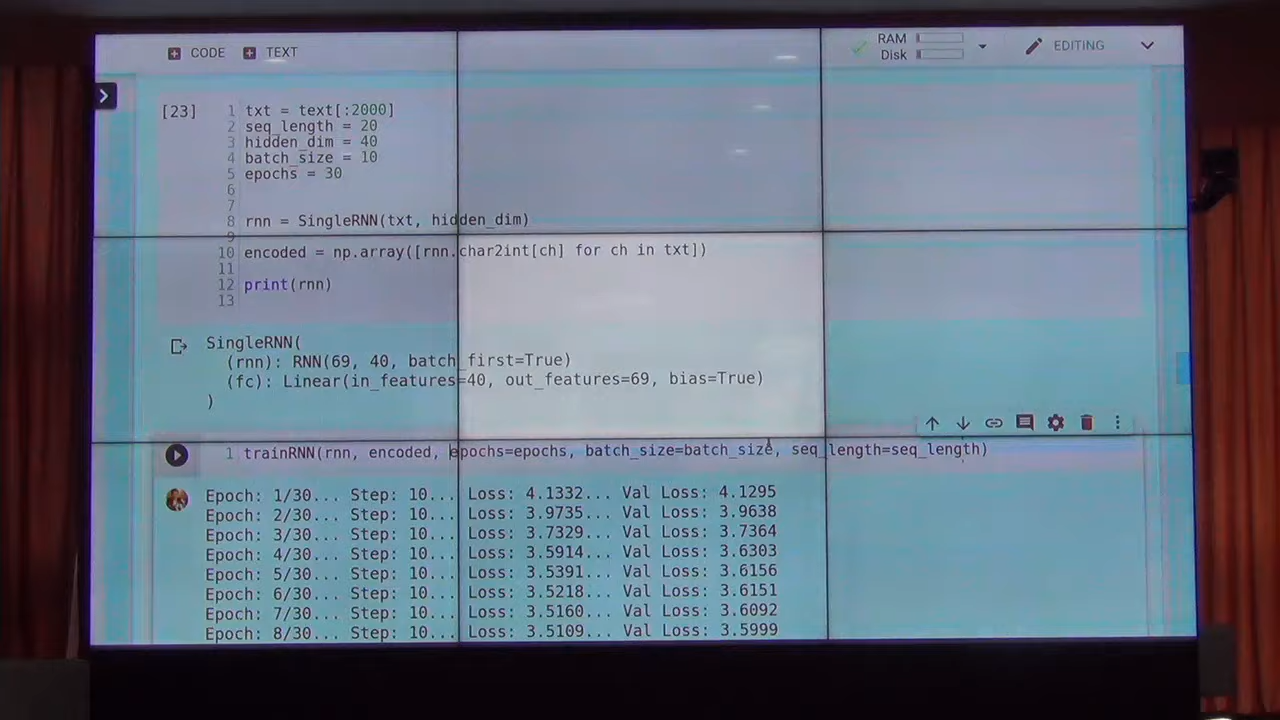 CODE TEXT
RAM
Disk
EDITING
[23]
1 txt = text[:2000]
2 seq_length = 20
3 hidden_dim = 40
4 batch_size = 10
5 epochs = 30
6
7
8 rnn = SingleRNN(txt, hidden_dim)
9
10 encoded = np.array([rnn.char2int[ch] for ch in txt])
11
12 print(rnn)
13
SingleRNN(
(rnn): RNN(69, 40, batch_first=True)
(fc): Linear(in_features=40, out_features=69, bias=True)
)
1 trainRNN(rnn, encoded, epochs=epochs, batch_size=batch_size, seq_length=seq_length)
Epoch: 1/30... Step: 10... Loss: 4.1332... Val Loss: 4.1295
Epoch: 2/30... Step: 10... Loss: 3.9735... Val Loss: 3.9638
Epoch: 3/30... Step: 10... Loss: 3.7329... Val Loss: 3.7364
Epoch: 4/30... Step: 10... Loss: 3.5914... Val Loss: 3.6303
Epoch: 5/30... Step: 10... Loss: 3.5391... Val Loss: 3.6156
Epoch: 6/30... Step: 10... Loss: 3.5218... Val Loss: 3.6151
Epoch: 7/30... Step: 10... Loss: 3.5160... Val Loss: 3.6092
Epoch: 8/30... Step: 10... Loss: 3.5109... Val Loss: 3.5999